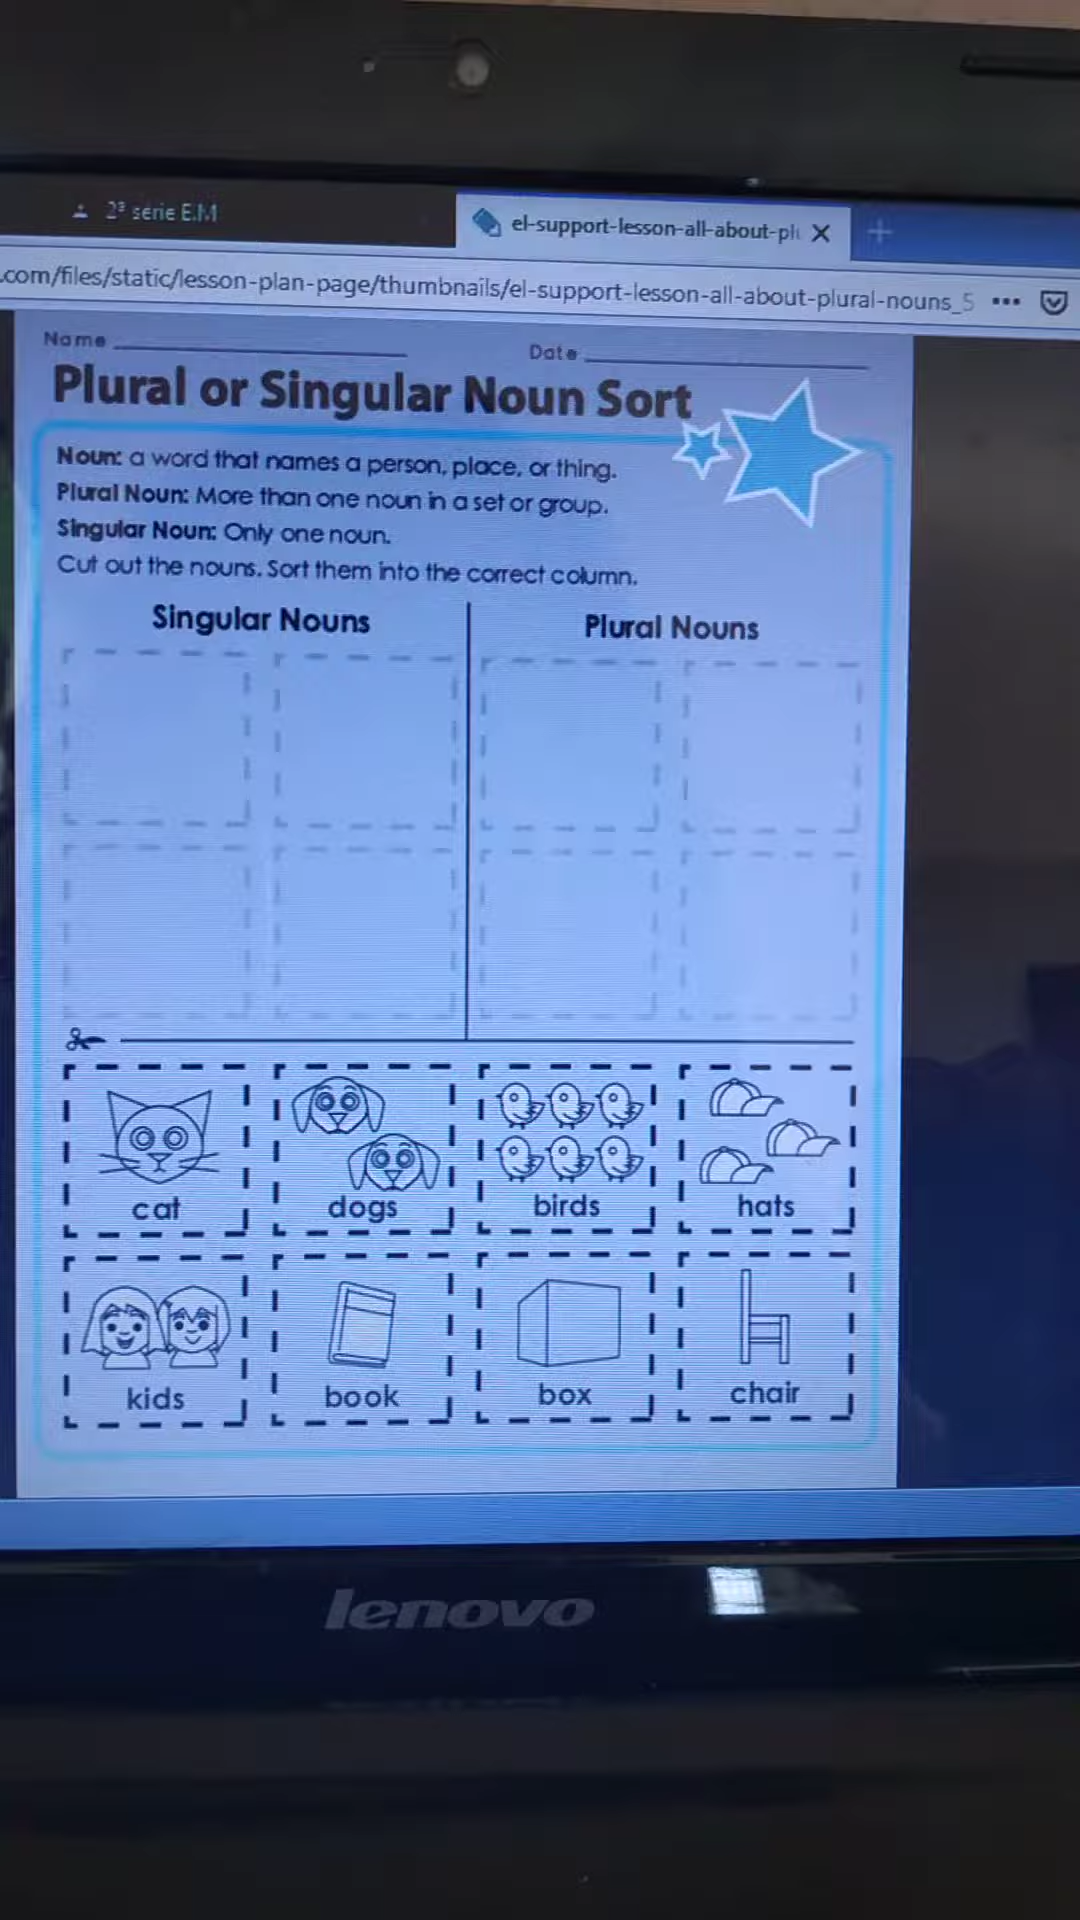 2ª série E.M
el-support-lesson-all-about-plu
.com/files/static/lesson-plan-page/thumbnails/el-support-lesson-all-about-plural-nouns_5
Name
Date
Plural or Singular Noun Sort
Noun: a word that names a person, place, or thing.
Plural Noun: More than one noun in a set or group.
Singular Noun: Only one noun.
Cut out the nouns. Sort them into the correct column.
Singular Nouns
Plural Nouns
cat
dogs
birds
hats
kids
book
box
chair
lenovo